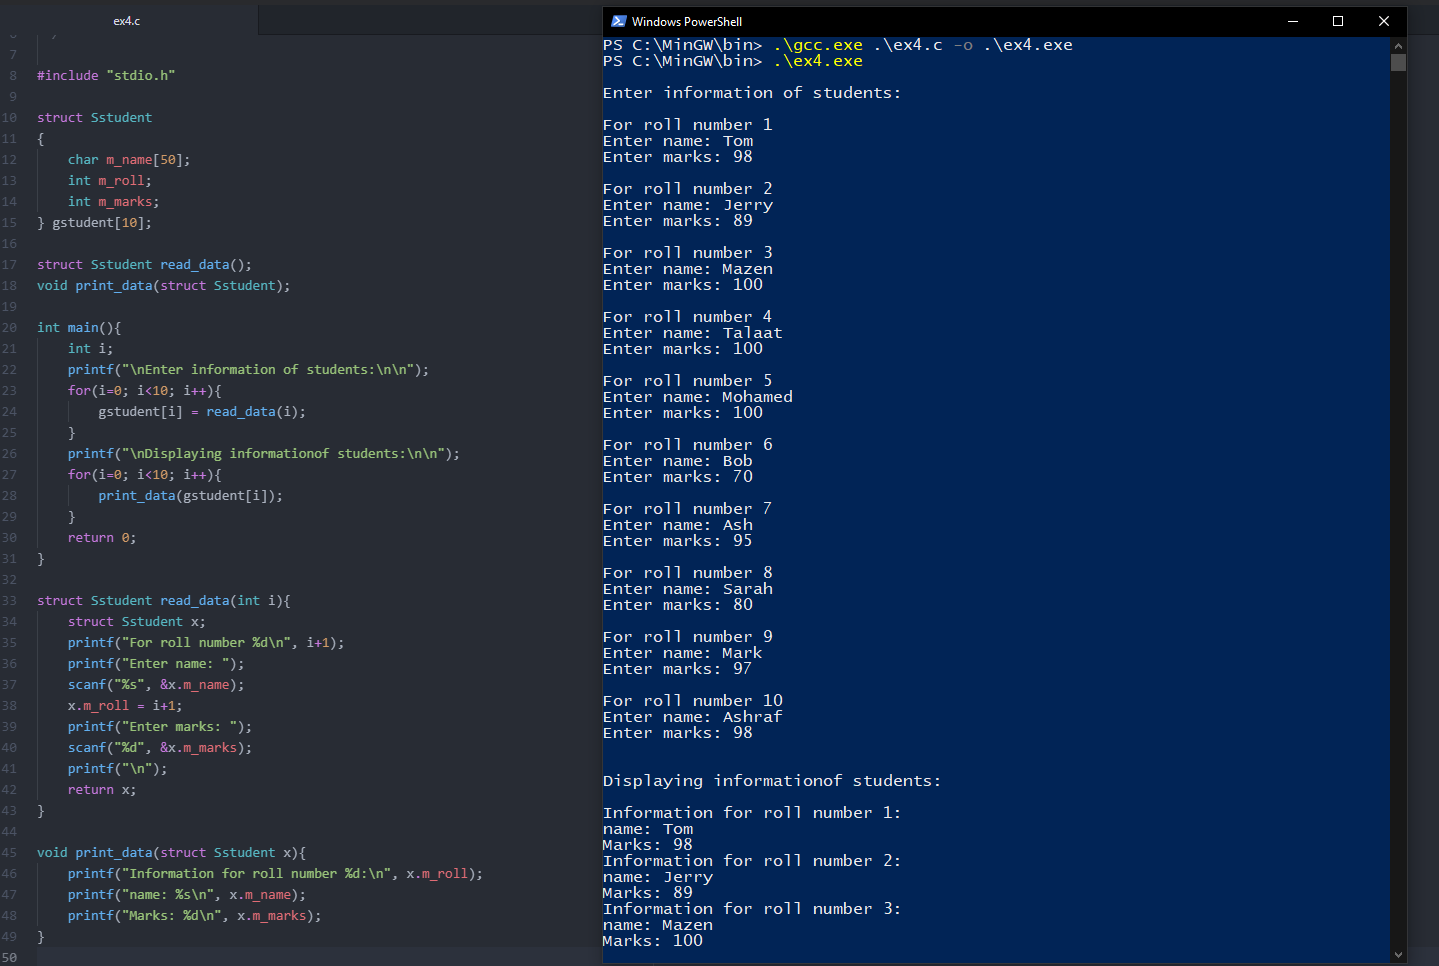 ex4.c
7
8 #include "stdio.h"
9
10 struct Sstudent
11 {
12 char m_name[50];
13 int m_roll;
14 int m_marks;
15 } gstudent[10];
16
17 struct Sstudent read_data();
18 void print_data(struct Sstudent);
19
20 int main(){
21 int i;
22 printf("\nEnter information of students:\n\n");
23 for(i=0; i<10; i++){
24 gstudent[i] = read_data(i);
25 }
26 printf("\nDisplaying informationof students:\n\n");
27 for(i=0; i<10; i++){
28 print_data(gstudent[i]);
29 }
30 return 0;
31 }
32
33 struct Sstudent read_data(int i){
34 struct Sstudent x;
35 printf("For roll number %d\n", i+1);
36 printf("Enter name: ");
37 scanf("%s", &x.m_name);
38 x.m_roll = i+1;
39 printf("Enter marks: ");
40 scanf("%d", &x.m_marks);
41 printf("\n");
42 return x;
43 }
44
45 void print_data(struct Sstudent x){
46 printf("Information for roll number %d:\n", x.m_roll);
47 printf("name: %s\n", x.m_name);
48 printf("Marks: %d\n", x.m_marks);
49 }
50
Windows PowerShell
PS C:\MinGW\bin> .\gcc.exe .\ex4.c -o .\ex4.exe
PS C:\MinGW\bin> .\ex4.exe
Enter information of students:
For roll number 1
Enter name: Tom
Enter marks: 98
For roll number 2
Enter name: Jerry
Enter marks: 89
For roll number 3
Enter name: Mazen
Enter marks: 100
For roll number 4
Enter name: Talaat
Enter marks: 100
For roll number 5
Enter name: Mohamed
Enter marks: 100
For roll number 6
Enter name: Bob
Enter marks: 70
For roll number 7
Enter name: Ash
Enter marks: 95
For roll number 8
Enter name: Sarah
Enter marks: 80
For roll number 9
Enter name: Mark
Enter marks: 97
For roll number 10
Enter name: Ashraf
Enter marks: 98
Displaying informationof students:
Information for roll number 1:
name: Tom
Marks: 98
Information for roll number 2:
name: Jerry
Marks: 89
Information for roll number 3:
name: Mazen
Marks: 100